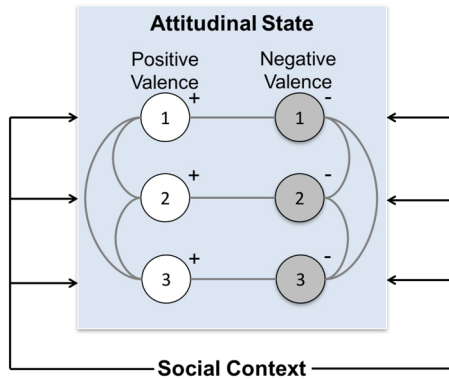 Attitudinal State
Positive Negative
Valence Valence
1 + 1 -
2 + 2 -
3 + 3 -
Social Context